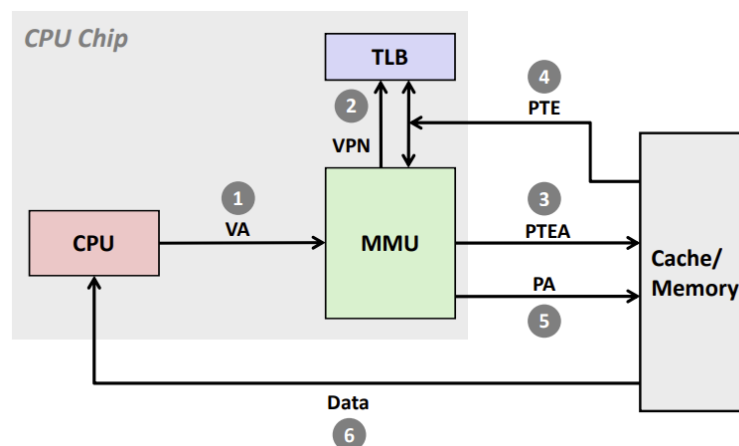 CPU Chip
TLB
4
2
PTE
VPN
1
3
VA
CPU
MMU
PTEA
Cache/
Memory
PA
5
Data
6